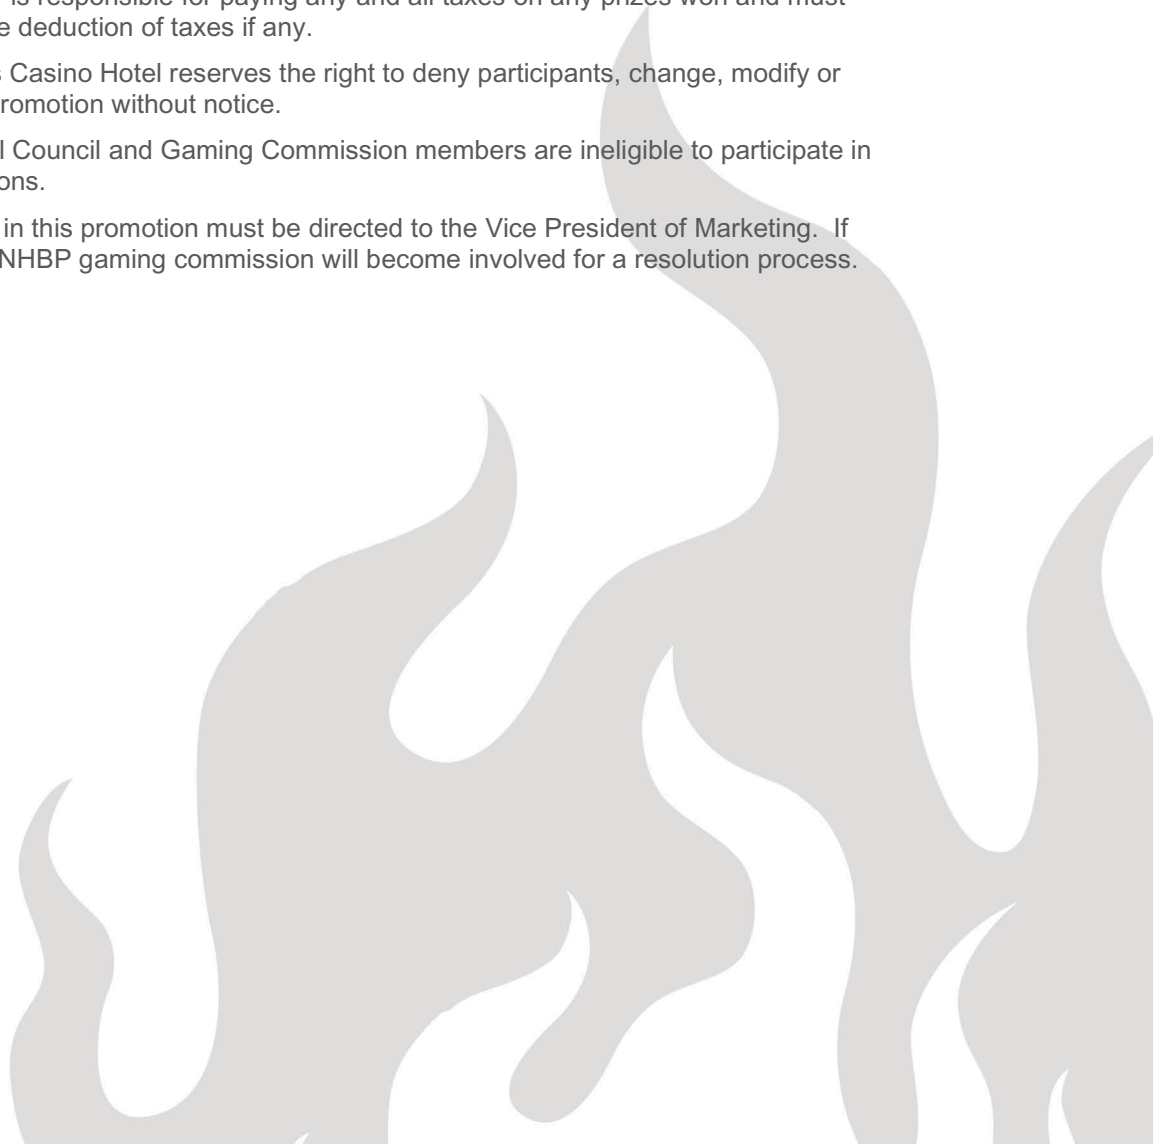 is responsible for paying any and all taxes on any prizes won and must
e deduction of taxes if any.
s Casino Hotel reserves the right to deny participants, change, modify or
romotion without notice.
l Council and Gaming Commission members are ineligible to participate in
ons.
in this promotion must be directed to the Vice President of Marketing.  If
NHBP gaming commission will become involved for a resolution process.